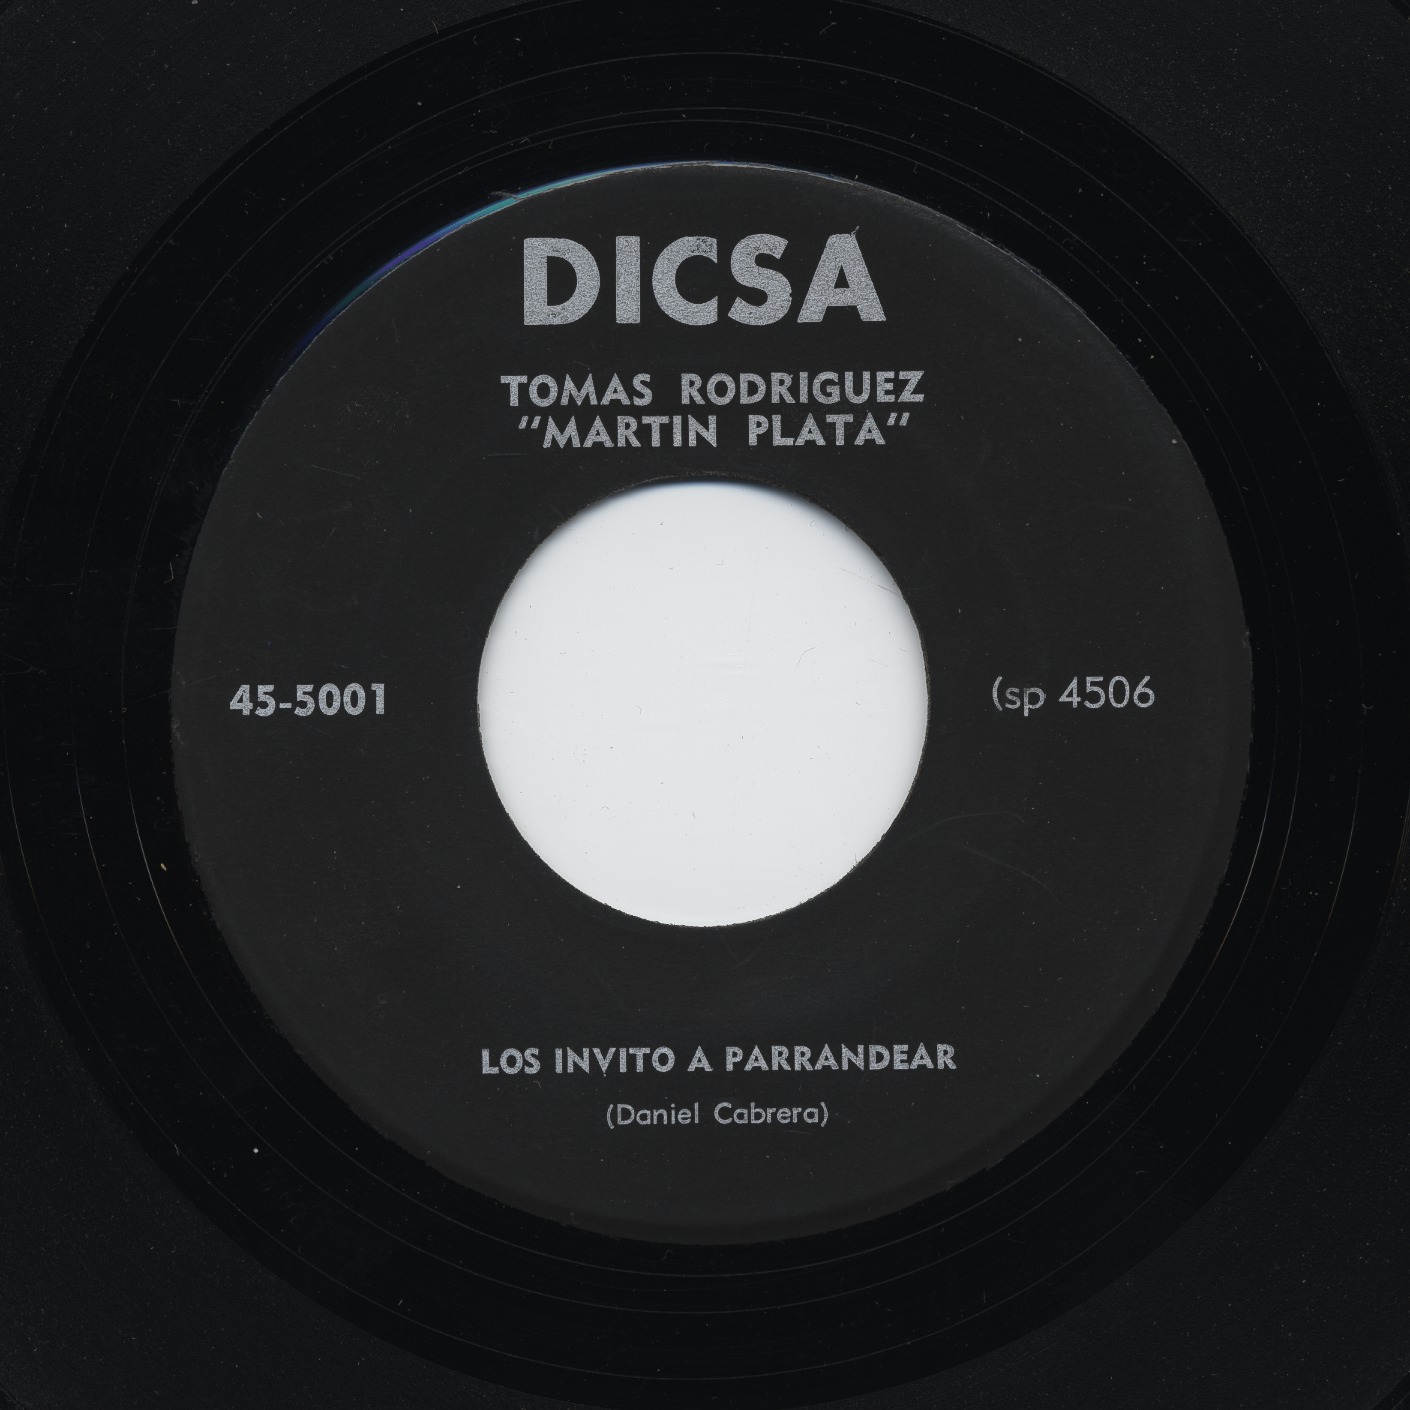 DICSA
TOMAS RODRIGUEZ
"MARTIN PLATA"
45-5001
(sp 4506
LOS INVITO A PARRANDEAR
(Daniel Cabrera)